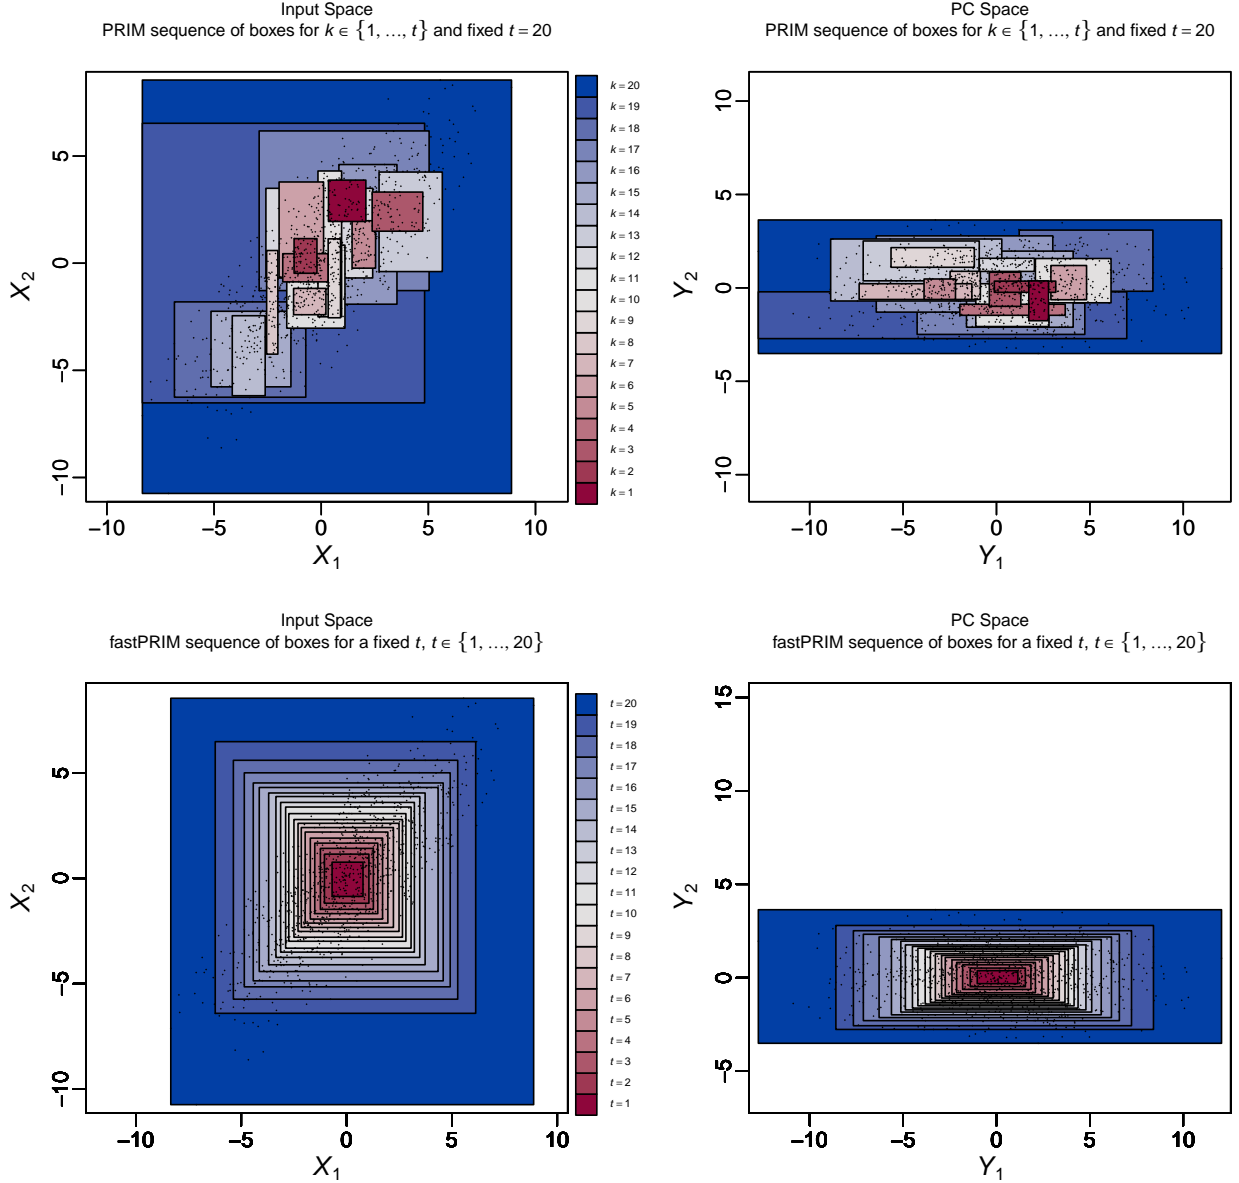 Input Space
PRIM sequence of boxes for k ∈ {1, ..., t} and fixed t = 20
5
0
−5
−10
X2
−10 −5 0 5 10
X1
k = 20
k = 19
k = 18
k = 17
k = 16
k = 15
k = 14
k = 13
k = 12
k = 11
k = 10
k = 9
k = 8
k = 7
k = 6
k = 5
k = 4
k = 3
k = 2
k = 1
PC Space
PRIM sequence of boxes for k ∈ {1, ..., t} and fixed t = 20
10
5
0
−5
−10
Y2
−10 −5 0 5 10
Y1
Input Space
fastPRIM sequence of boxes for a fixed t, t ∈ {1, ..., 20}
5
0
−5
−10
X2
−10 −5 0 5 10
X1
t = 20
t = 19
t = 18
t = 17
t = 16
t = 15
t = 14
t = 13
t = 12
t = 11
t = 10
t = 9
t = 8
t = 7
t = 6
t = 5
t = 4
t = 3
t = 2
t = 1
PC Space
fastPRIM sequence of boxes for a fixed t, t ∈ {1, ..., 20}
15
10
5
0
−5
Y2
−10 −5 0 5 10
Y1